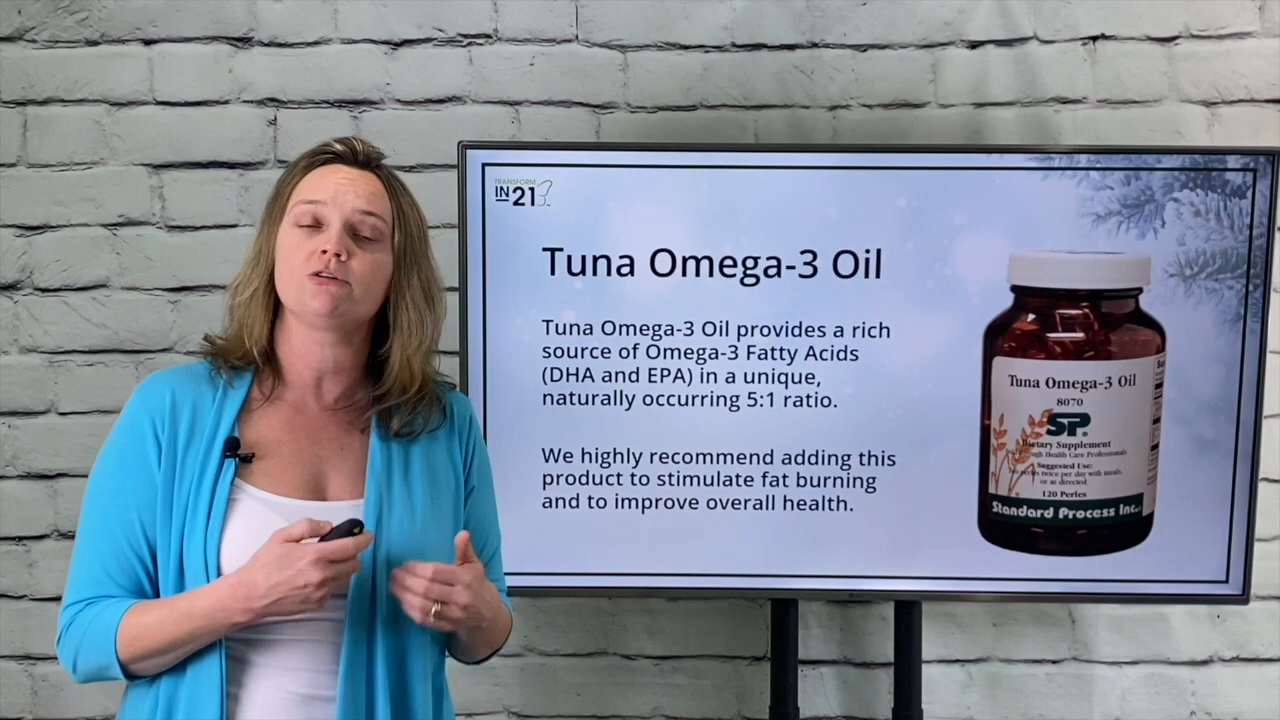 TRANSFORM
IN21
Tuna Omega-3 Oil
Tuna Omega-3 Oil provides a rich
source of Omega-3 Fatty Acids
(DHA and EPA) in a unique,
naturally occurring 5:1 ratio.
We highly recommend adding this
product to stimulate fat burning
and to improve overall health.
Tuna Omega-3 Oil
8070
SP
Dietary Supplement
Health Care Professionals
Suggested Use:
twice per day with meals,
or as directed
120 Perles
Standard Process Inc.